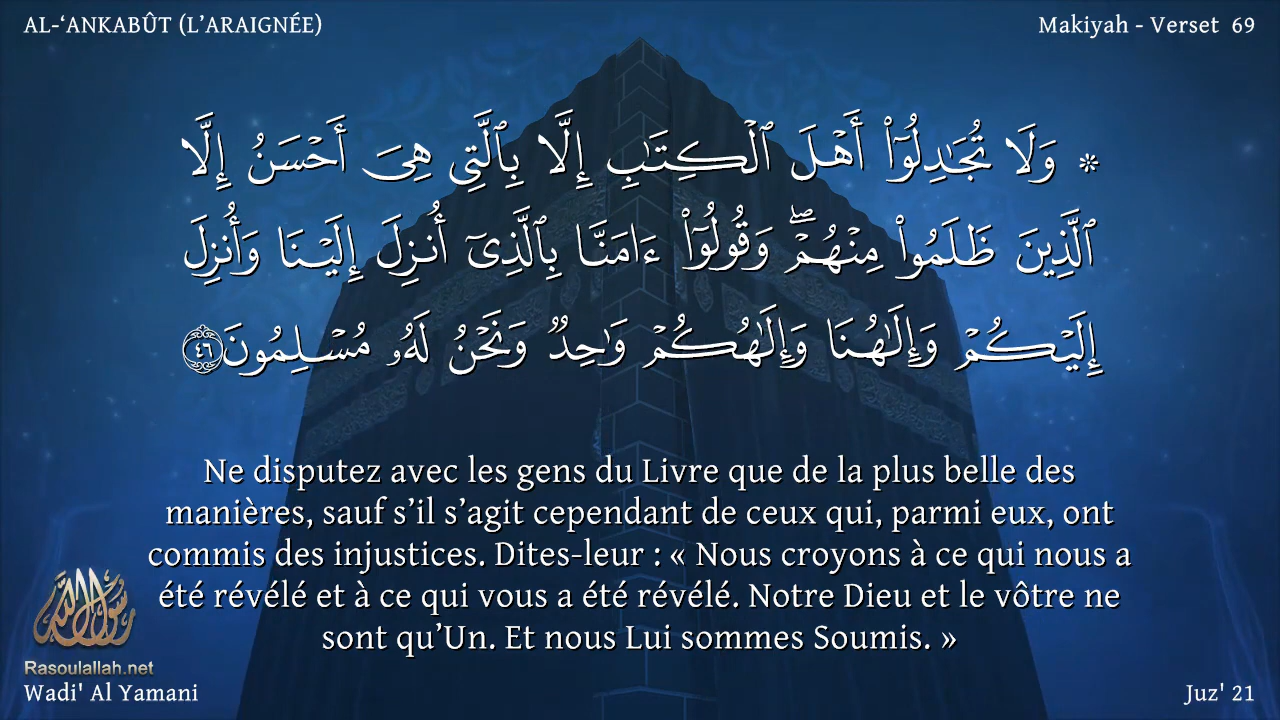 AL-‘ANKABÛT (L’ARAIGNÉE)
Makiyah - Verset 69
۞ وَلَا تُجَٰدِلُوٓا۟ أَهْلَ ٱلْكِتَٰبِ إِلَّا بِٱلَّتِى هِىَ أَحْسَنُ إِلَّا
ٱلَّذِينَ ظَلَمُوا۟ مِنْهُمْ ۖ وَقُولُوٓا۟ ءَامَنَّا بِٱلَّذِىٓ أُنزِلَ إِلَيْنَا وَأُنزِلَ
إِلَيْكُمْ وَإِلَٰهُنَا وَإِلَٰهُكُمْ وَٰحِدٌ وَنَحْنُ لَهُۥ مُسْلِمُونَ ٤٦
Ne disputez avec les gens du Livre que de la plus belle des
manières, sauf s’il s’agit cependant de ceux qui, parmi eux, ont
commis des injustices. Dites-leur : « Nous croyons à ce qui nous a
été révélé et à ce qui vous a été révélé. Notre Dieu et le vôtre ne
sont qu’Un. Et nous Lui sommes Soumis. »
رسول الله
Rasoulallah.net
Wadi' Al Yamani
Juz' 21